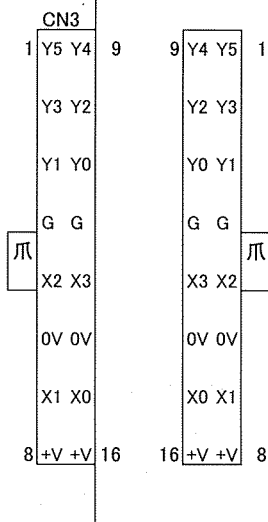 CN3
1 Y5 Y4 9 9 Y4 Y5 1
Y3 Y2 Y2 Y3
Y1 Y0 Y0 Y1
G G G G
爪 爪
X2 X3 X3 X2
0V 0V 0V 0V
X1 X0 X0 X1
8 +V +V 16 16 +V +V 8